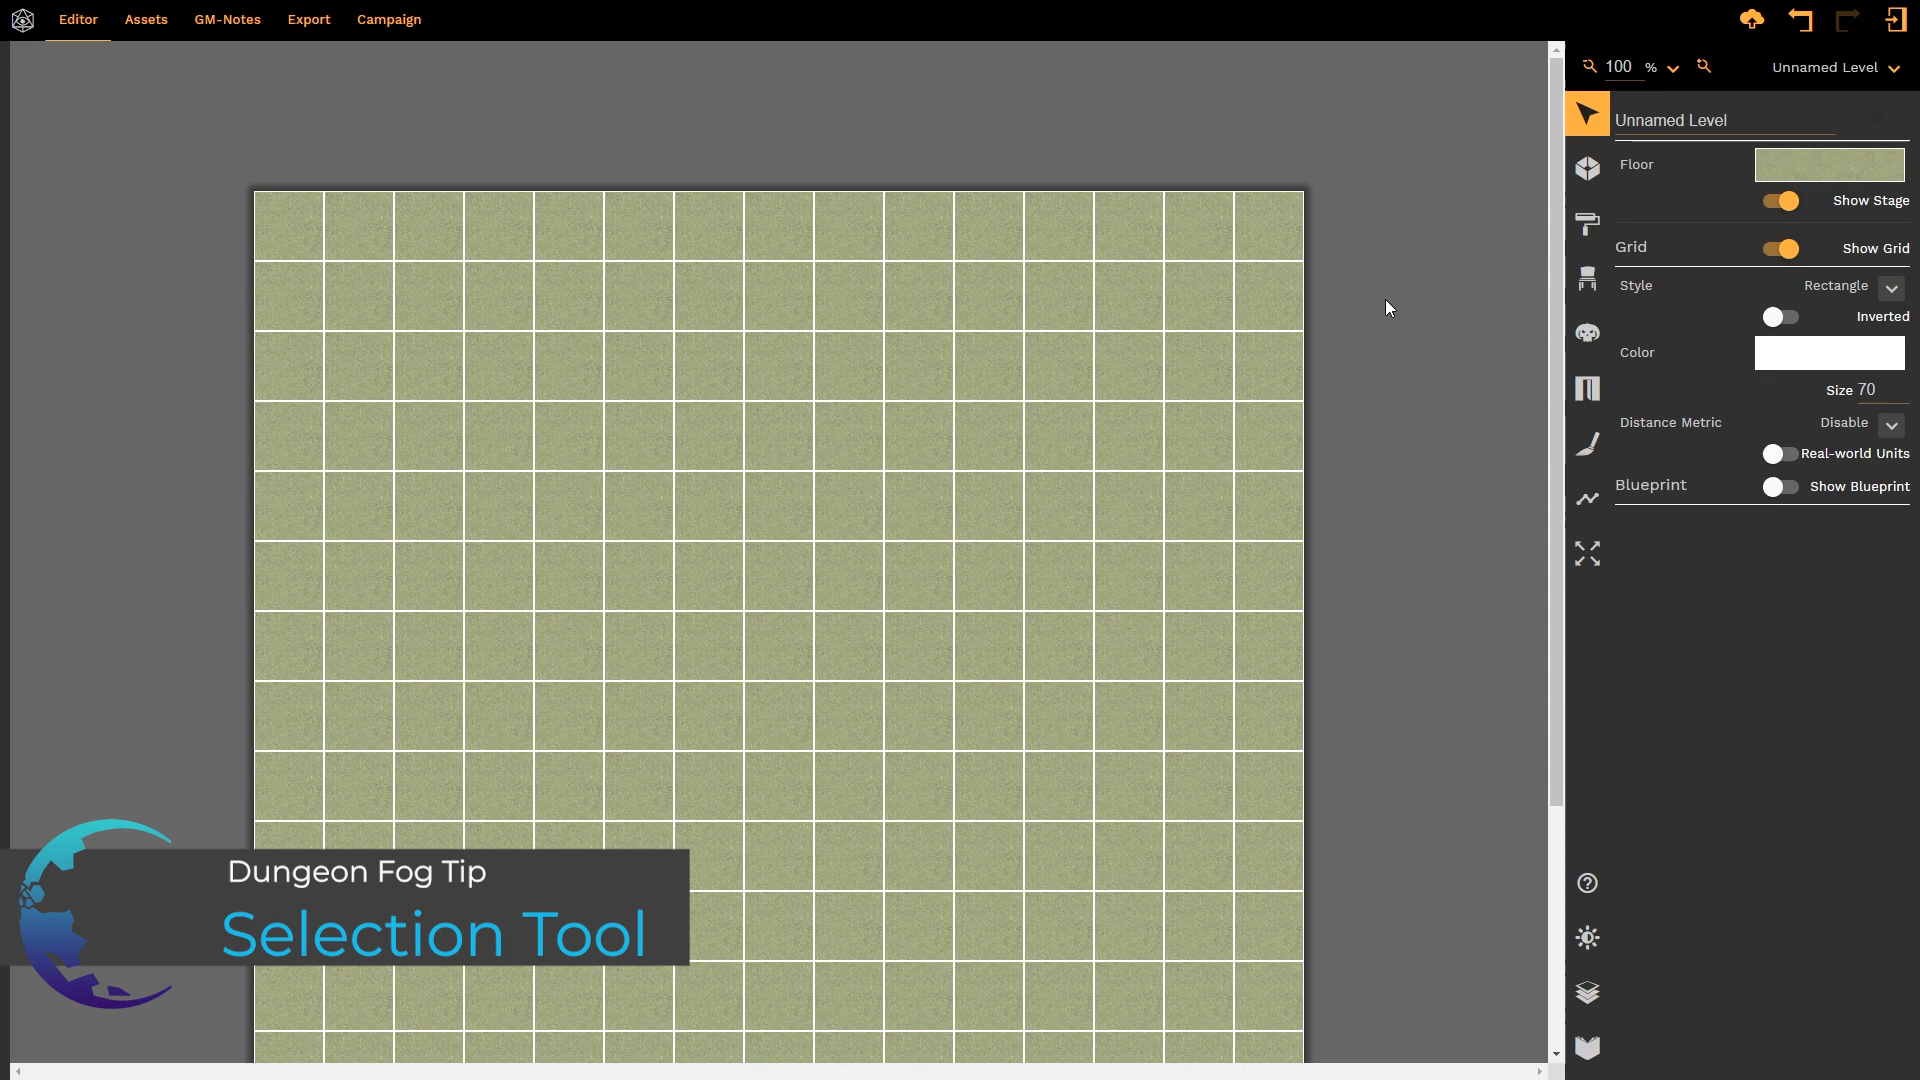 Editor Assets GM-Notes Export Campaign
100 % Unnamed Level
Unnamed Level
Floor
Show Stage
Grid Show Grid
Style Rectangle
Inverted
Color
Size 70
Distance Metric Disable
Real-world Units
Blueprint Show Blueprint
Dungeon Fog Tip
Selection Tool